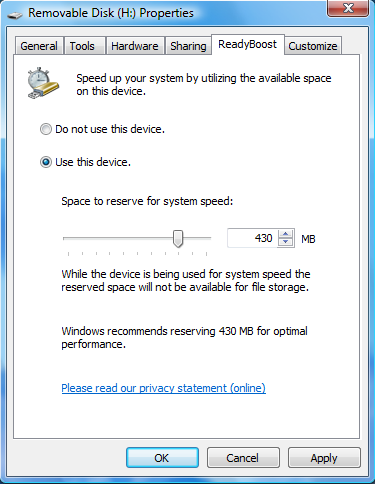 Removable Disk (H:) Properties
General Tools Hardware Sharing ReadyBoost Customize
Speed up your system by utilizing the available space
on this device.
Do not use this device.
Use this device.
Space to reserve for system speed:
430 MB
While the device is being used for system speed the
reserved space will not be available for file storage.
Windows recommends reserving 430 MB for optimal
performance.
Please read our privacy statement (online)
OK Cancel Apply